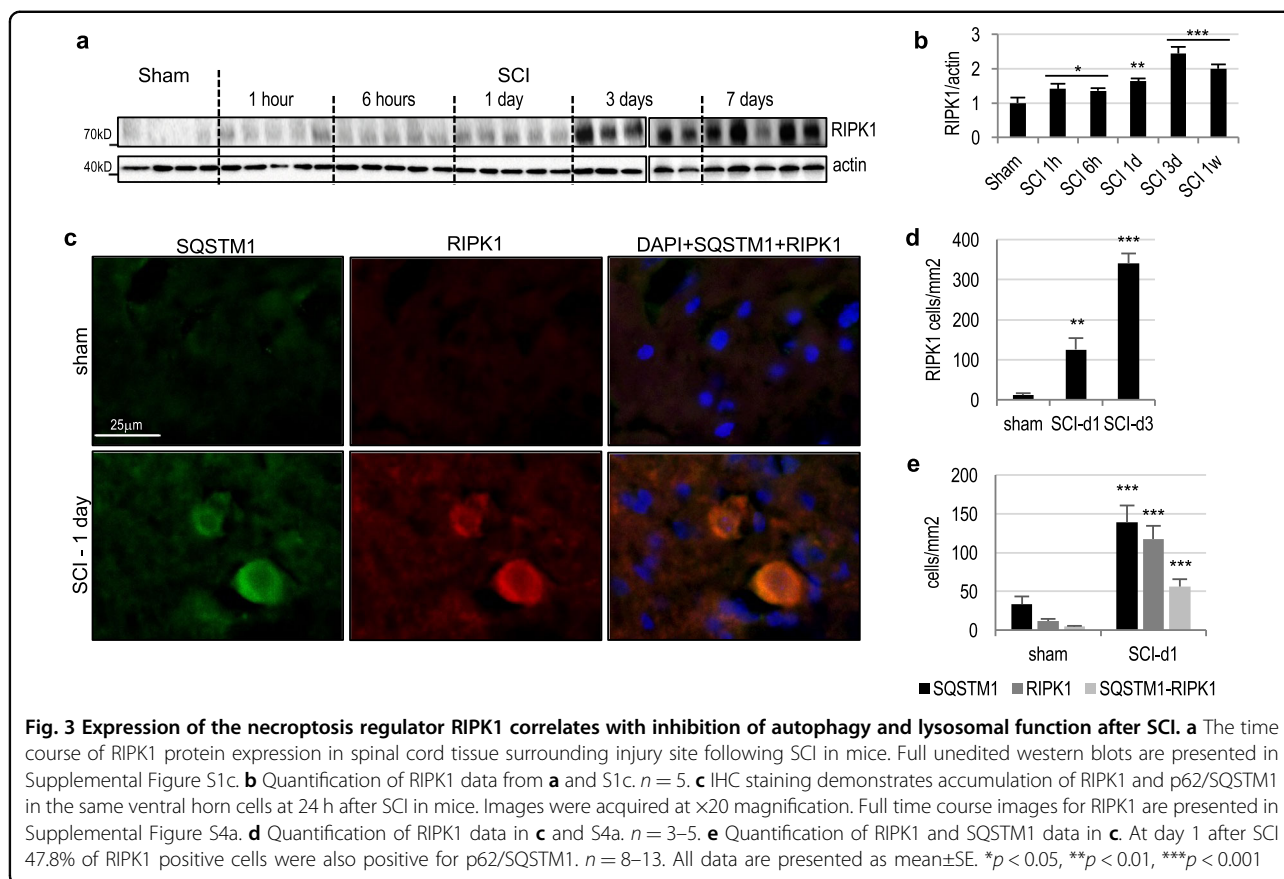 a
Sham SCI
1 hour 6 hours 1 day 3 days 7 days
70kD RIPK1
40kD actin
b
RIPK1/actin
3
2
1
0
* ** ***
Sham SCI 1h SCI 6h SCI 1d SCI 3d SCI 1w
c
SQSTM1 RIPK1 DAPI+SQSTM1+RIPK1
sham
25µm
SCI - 1 day
d
RIPK1 cells/mm2
400
300
200
100
0
** ***
sham SCI-d1 SCI-d3
e
cells/mm2
200
150
100
50
0
*** *** ***
sham SCI-d1
SQSTM1 RIPK1 SQSTM1-RIPK1
Fig. 3 Expression of the necroptosis regulator RIPK1 correlates with inhibition of autophagy and lysosomal function after SCI. a The time
course of RIPK1 protein expression in spinal cord tissue surrounding injury site following SCI in mice. Full unedited western blots are presented in
Supplemental Figure S1c. b Quantification of RIPK1 data from a and S1c. n = 5. c IHC staining demonstrates accumulation of RIPK1 and p62/SQSTM1
in the same ventral horn cells at 24 h after SCI in mice. Images were acquired at ×20 magnification. Full time course images for RIPK1 are presented in
Supplemental Figure S4a. d Quantification of RIPK1 data in c and S4a. n = 3–5. e Quantification of RIPK1 and SQSTM1 data in c. At day 1 after SCI
47.8% of RIPK1 positive cells were also positive for p62/SQSTM1. n = 8–13. All data are presented as mean±SE. *p < 0.05, **p < 0.01, ***p < 0.001